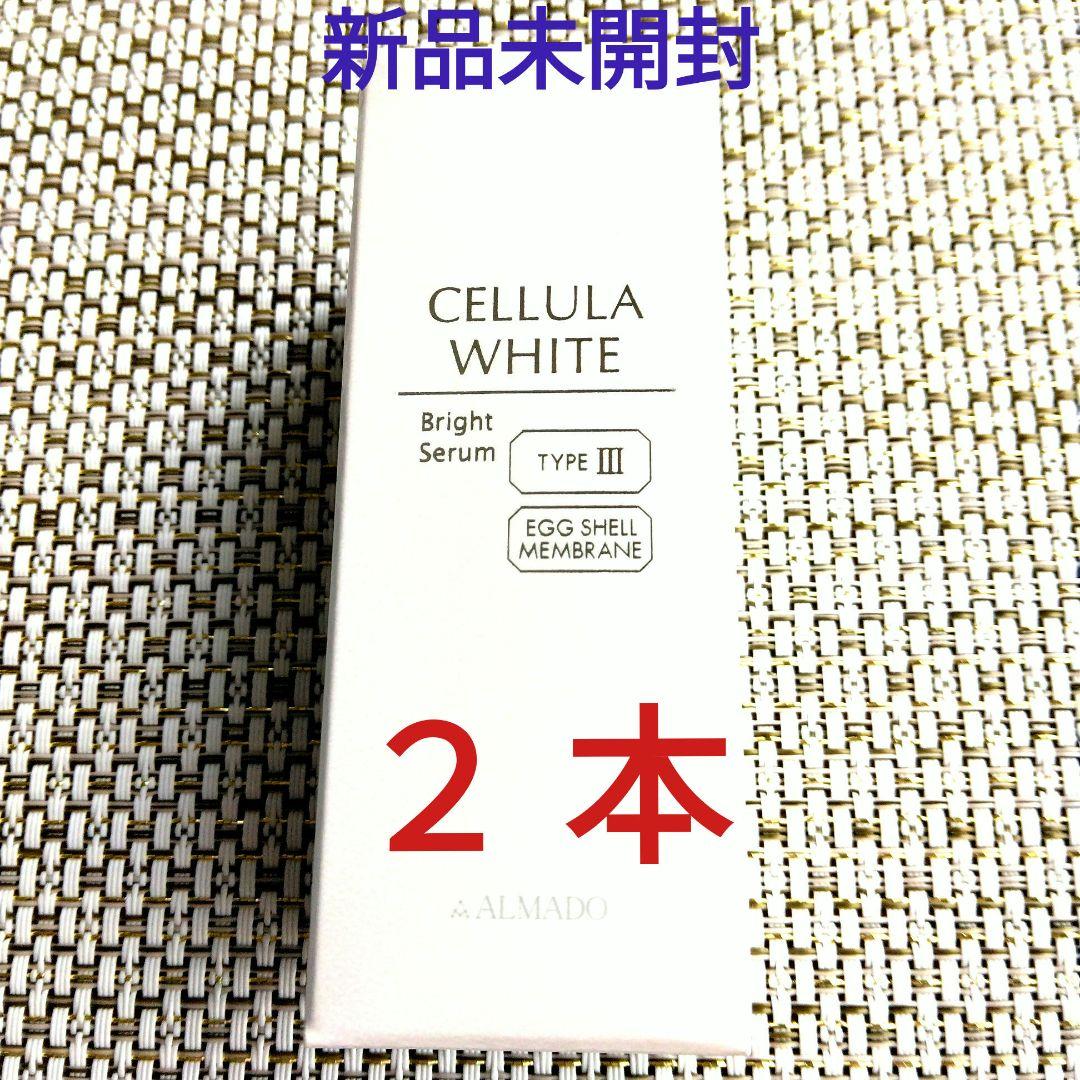 新品未開封
CELLULA
WHITE
Bright
Serum
TYPE III
EGG SHELL
MEMBRANE
２本
ALMADO